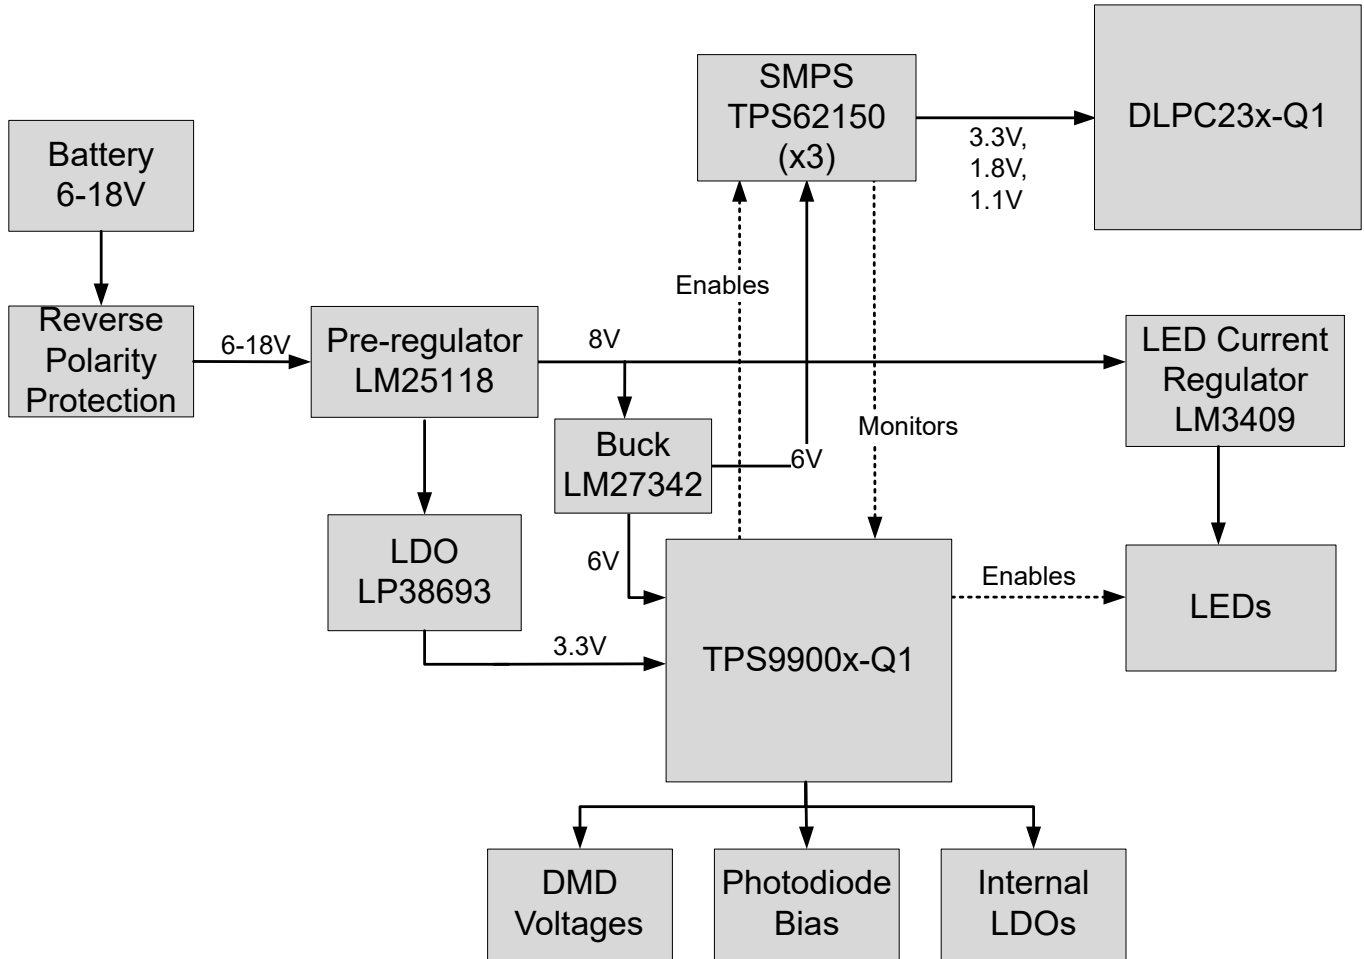 SMPS
TPS62150
(x3)
DLPC23x-Q1
3.3V,
1.8V,
1.1V
Battery
6-18V
Enables
Reverse
Polarity
Protection
6-18V
Pre-regulator
LM25118
8V
LED Current
Regulator
LM3409
Monitors
Buck
LM27342
6V
LDO
LP38693
6V
Enables
LEDs
3.3V
TPS9900x-Q1
DMD
Voltages
Photodiode
Bias
Internal
LDOs